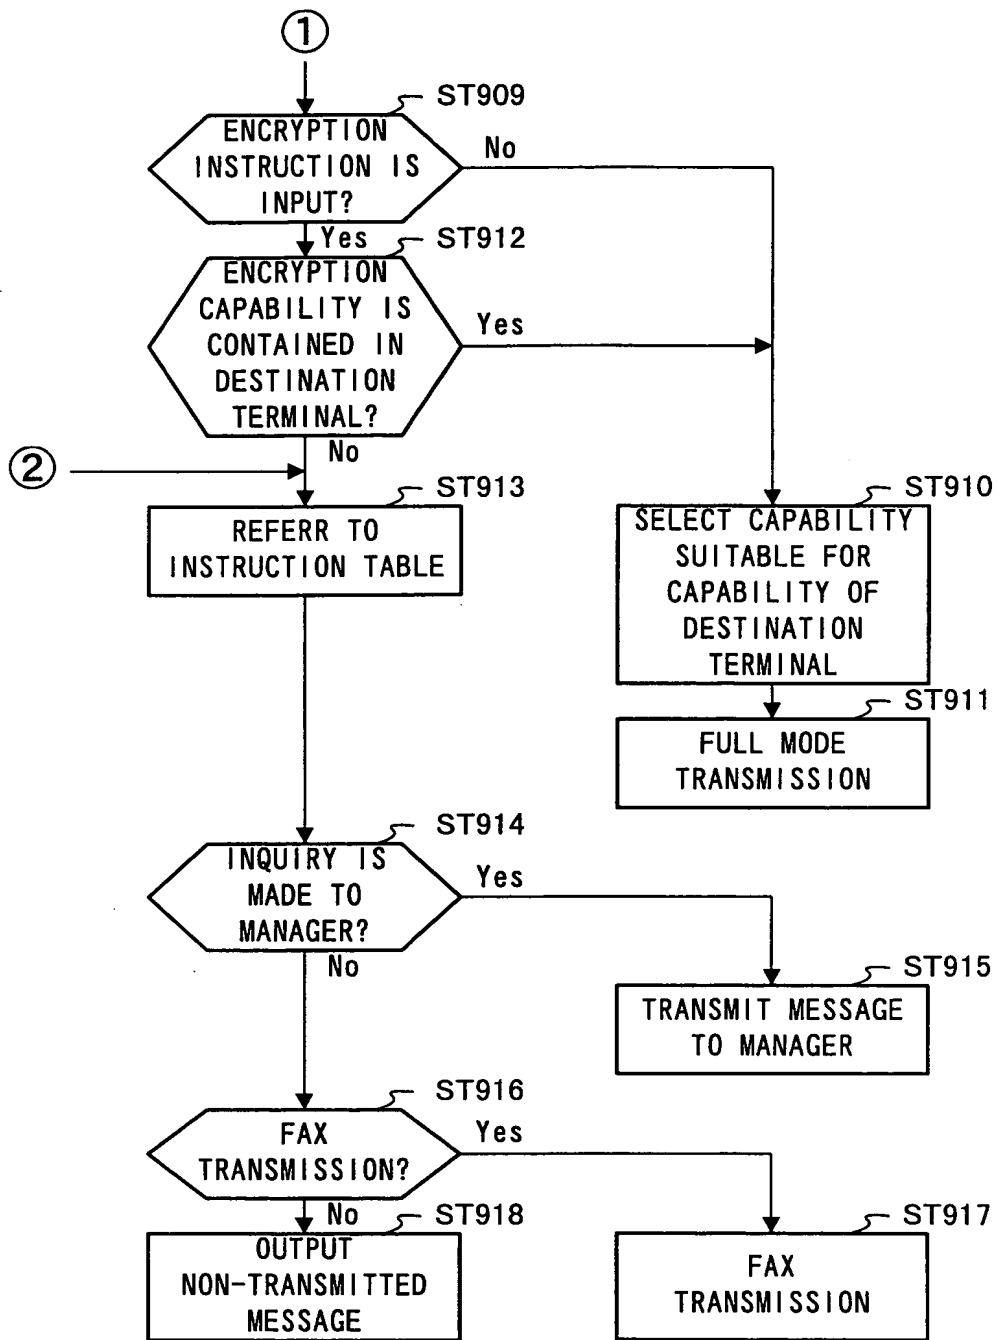 ①
ST909
ENCRYPTION
INSTRUCTION IS
INPUT?
No
Yes
ST912
ENCRYPTION
CAPABILITY IS
CONTAINED IN
DESTINATION
TERMINAL?
Yes
No
②
ST913
REFERR TO
INSTRUCTION TABLE
ST910
SELECT CAPABILITY
SUITABLE FOR
CAPABILITY OF
DESTINATION
TERMINAL
ST911
FULL MODE
TRANSMISSION
ST914
INQUIRY IS
MADE TO
MANAGER?
Yes
No
ST915
TRANSMIT MESSAGE
TO MANAGER
ST916
FAX
TRANSMISSION?
Yes
No
ST918
OUTPUT
NON-TRANSMITTED
MESSAGE
ST917
FAX
TRANSMISSION